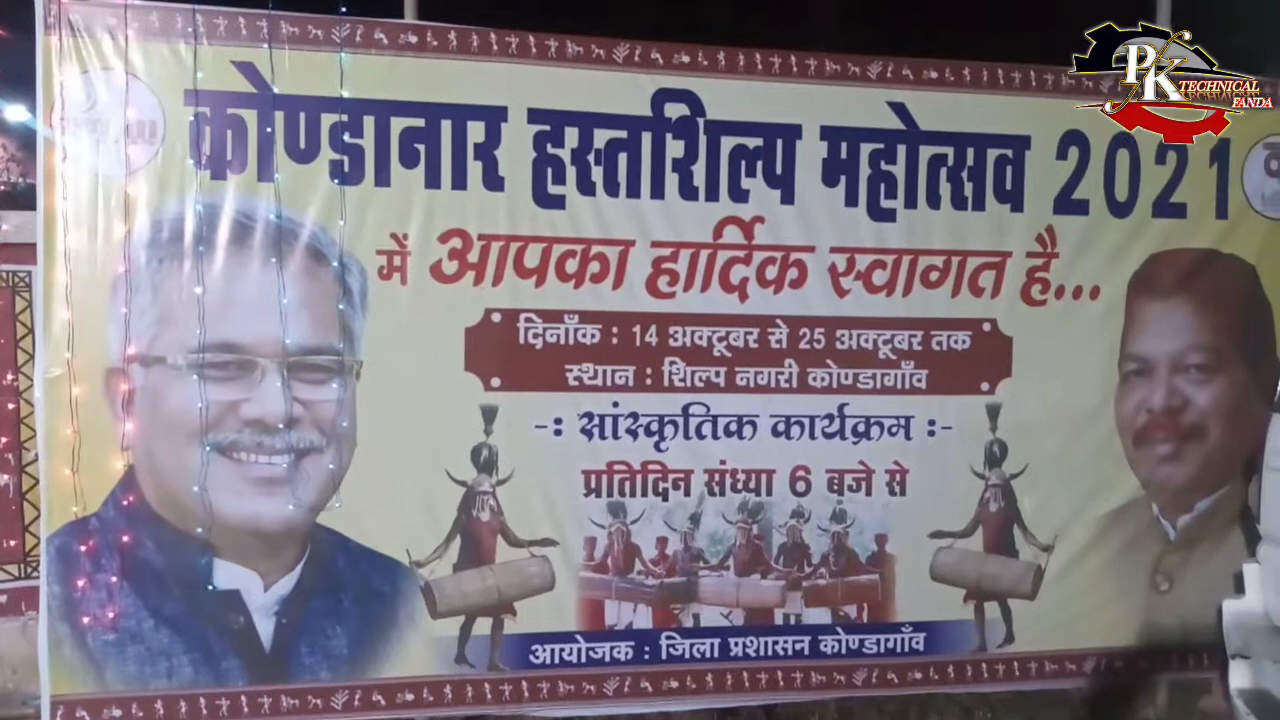 PK
TECHNICAL
FANDA
कोण्डानार हस्तशिल्प महोत्सव 2021
में आपका हार्दिक स्वागत है...
दिनाँक : 14 अक्टूबर से 25 अक्टूबर तक
स्थान : शिल्प नगरी कोण्डागाँव
-: सांस्कृतिक कार्यक्रम :-
प्रतिदिन संध्या 6 बजे से
आयोजक : जिला प्रशासन कोण्डागाँव